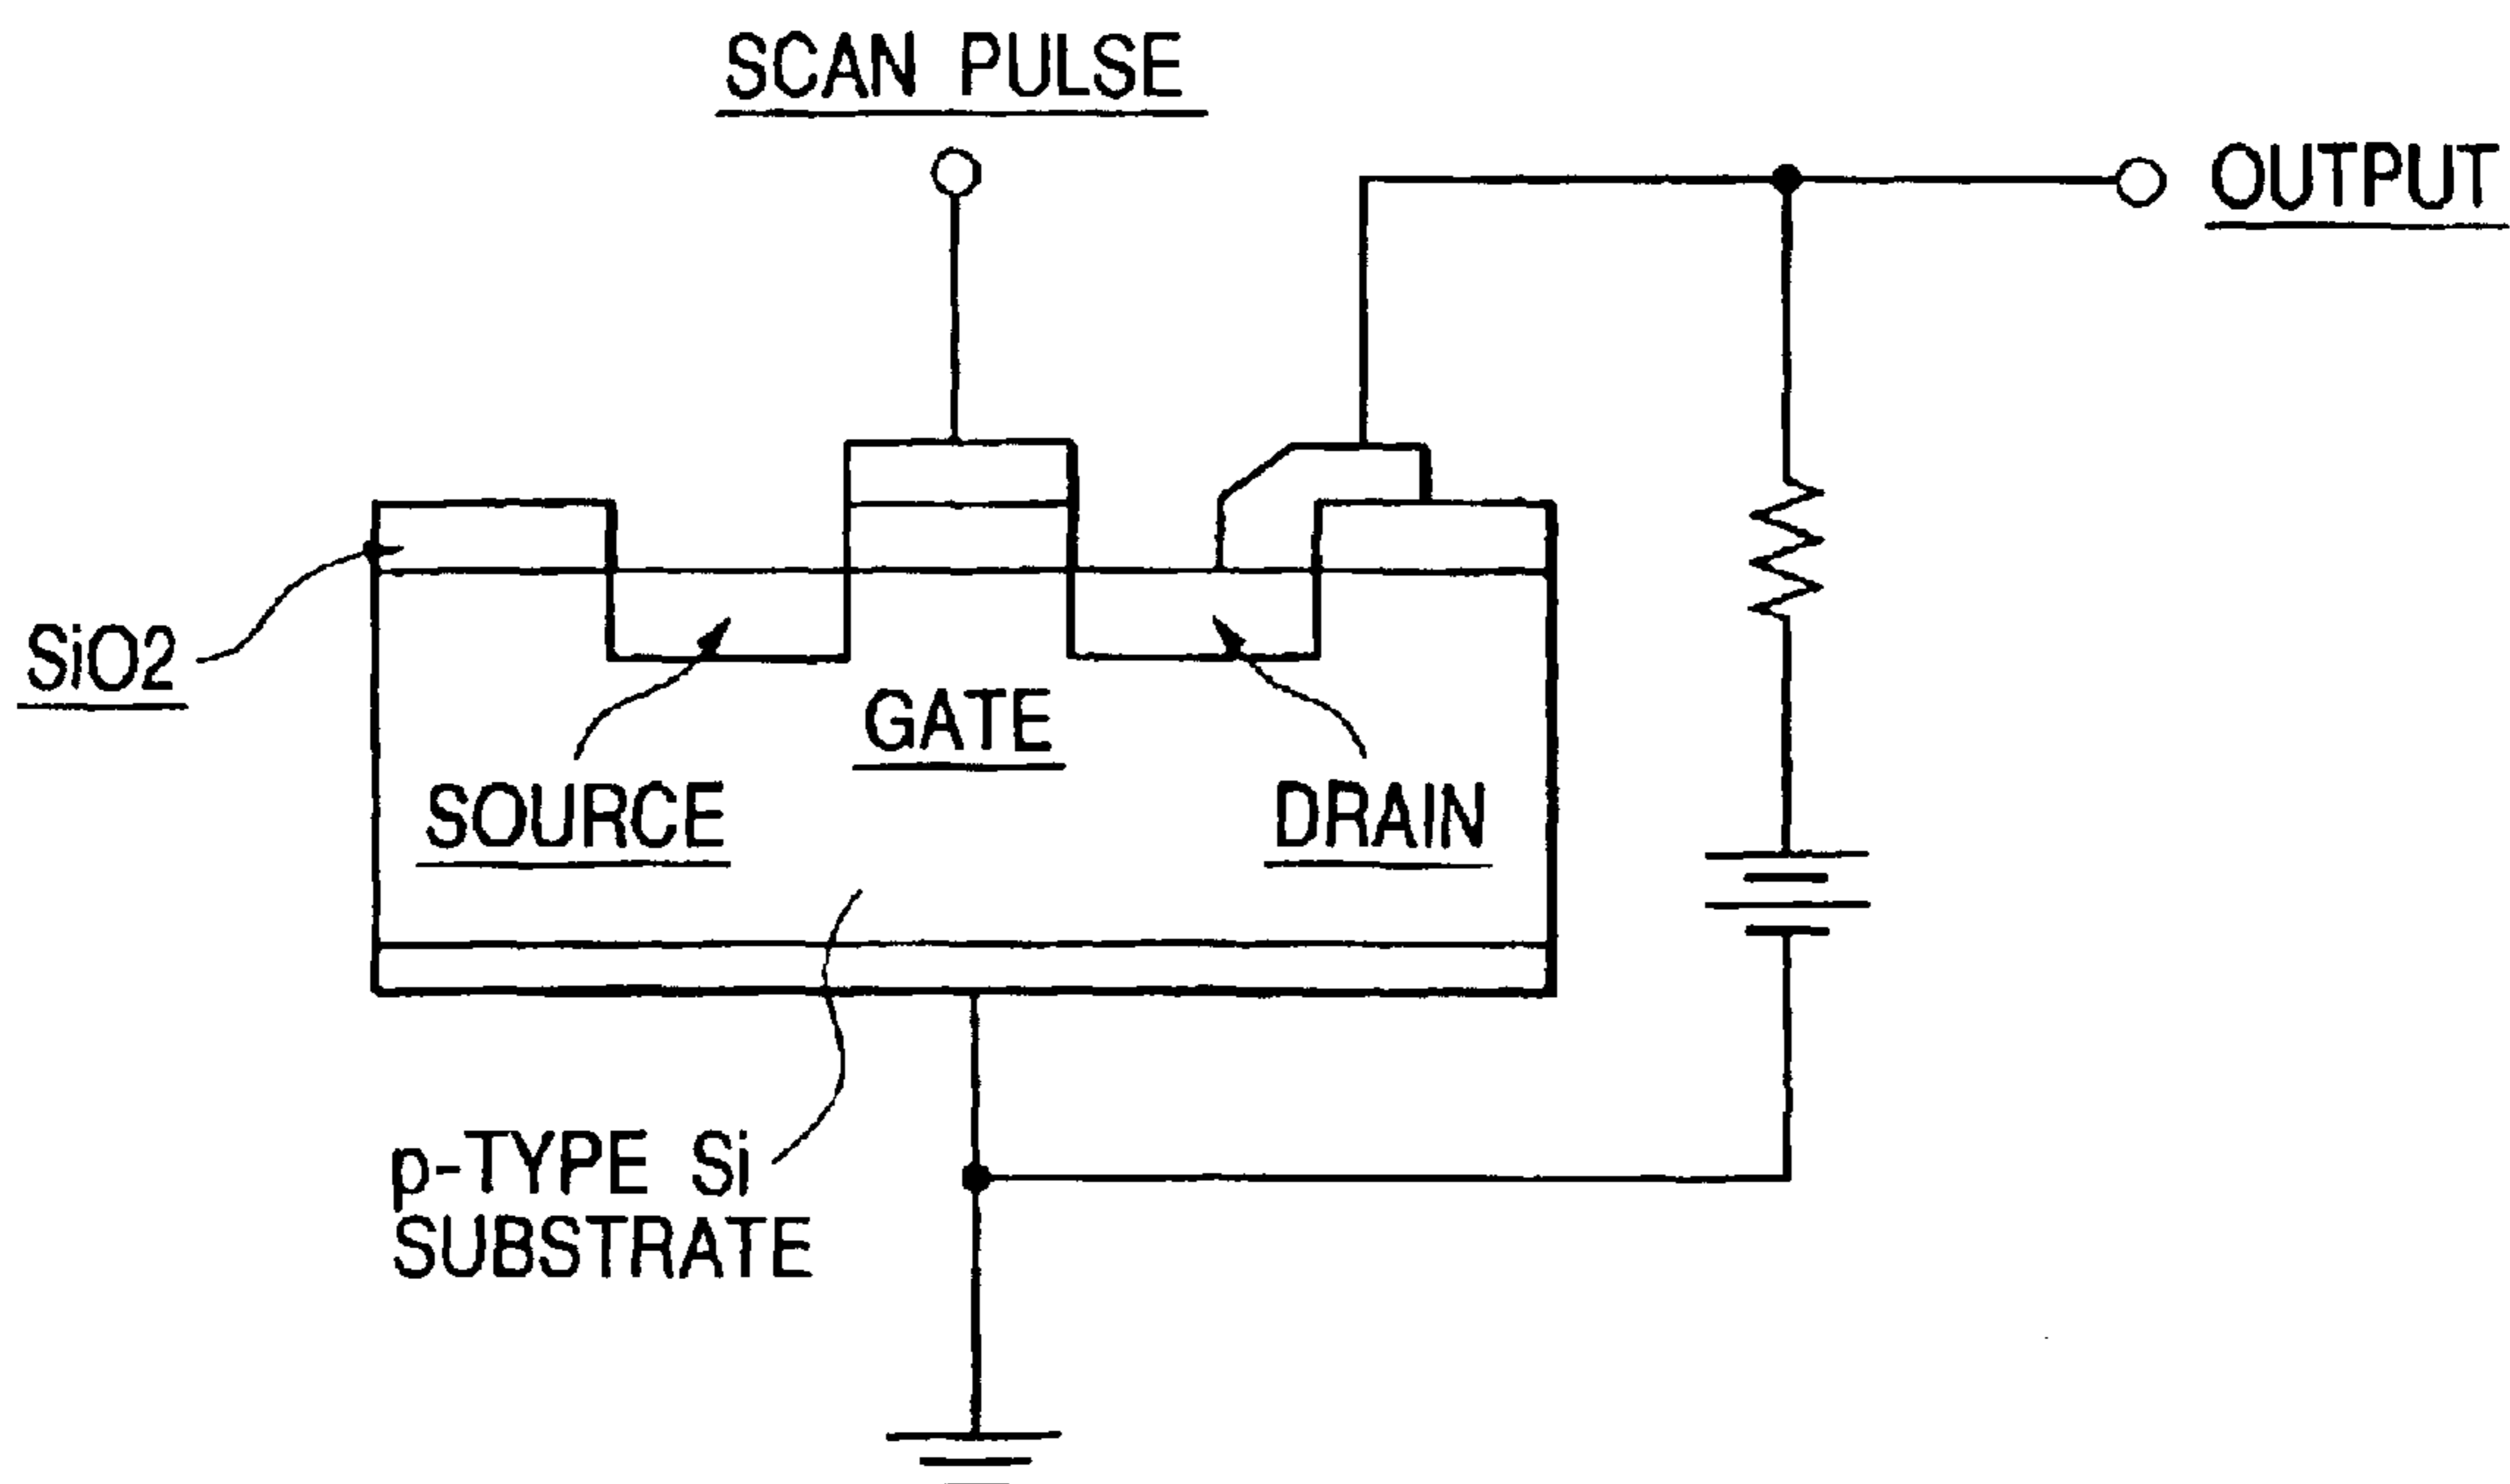 SCAN PULSE
OUTPUT
SiO2
GATE
SOURCE
DRAIN
p-TYPE Si
SUBSTRATE